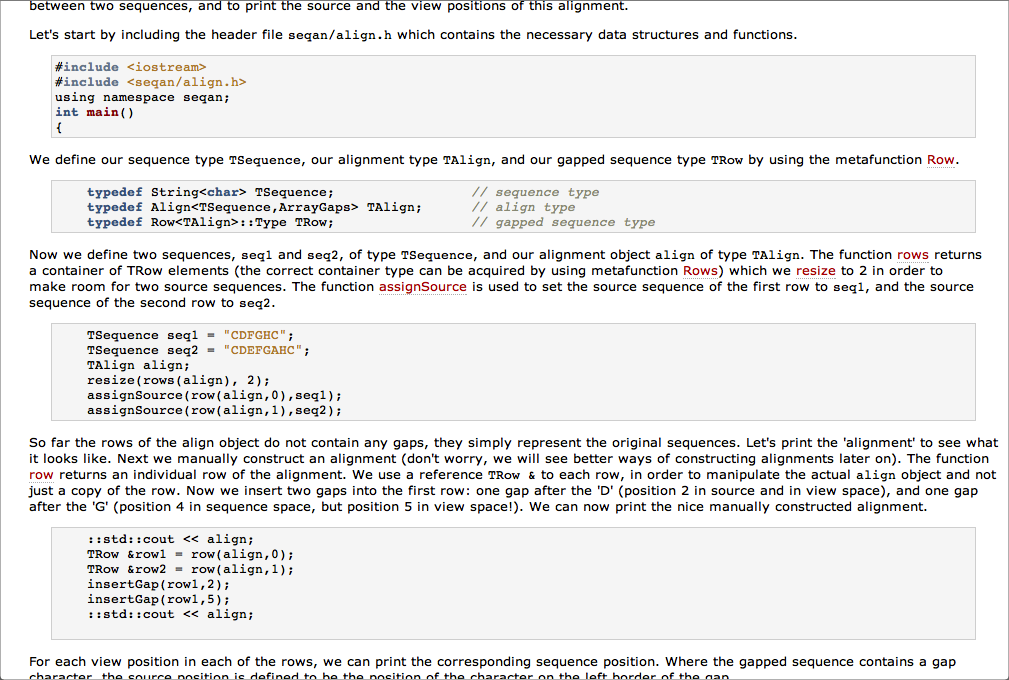 between two sequences, and to print the source and the view positions of this alignment.
Let's start by including the header file seqan/align.h which contains the necessary data structures and functions.
#include <iostream>
#include <seqan/align.h>
using namespace seqan;
int main()
{
We define our sequence type TSequence, our alignment type TAlign, and our gapped sequence type TRow by using the metafunction Row.
typedef String<char> TSequence; // sequence type
typedef Align<TSequence,ArrayGaps> TAlign; // align type
typedef Row<TAlign>::Type TRow; // gapped sequence type
Now we define two sequences, seq1 and seq2, of type TSequence, and our alignment object align of type TAlign. The function rows returns
a container of TRow elements (the correct container type can be acquired by using metafunction Rows) which we resize to 2 in order to
make room for two source sequences. The function assignSource is used to set the source sequence of the first row to seq1, and the source
sequence of the second row to seq2.
TSequence seq1 = "CDFGHC";
TSequence seq2 = "CDEFGAHC";
TAlign align;
resize(rows(align), 2);
assignSource(row(align,0),seq1);
assignSource(row(align,1),seq2);
So far the rows of the align object do not contain any gaps, they simply represent the original sequences. Let's print the 'alignment' to see what
it looks like. Next we manually construct an alignment (don't worry, we will see better ways of constructing alignments later on). The function
row returns an individual row of the alignment. We use a reference TRow & to each row, in order to manipulate the actual align object and not
just a copy of the row. Now we insert two gaps into the first row: one gap after the 'D' (position 2 in source and in view space), and one gap
after the 'G' (position 4 in sequence space, but position 5 in view space!). We can now print the nice manually constructed alignment.
::std::cout << align;
TRow &row1 = row(align,0);
TRow &row2 = row(align,1);
insertGap(row1,2);
insertGap(row1,5);
::std::cout << align;
For each view position in each of the rows, we can print the corresponding sequence position. Where the gapped sequence contains a gap
character, the source position is defined to be the position of the character on the left border of the gap.